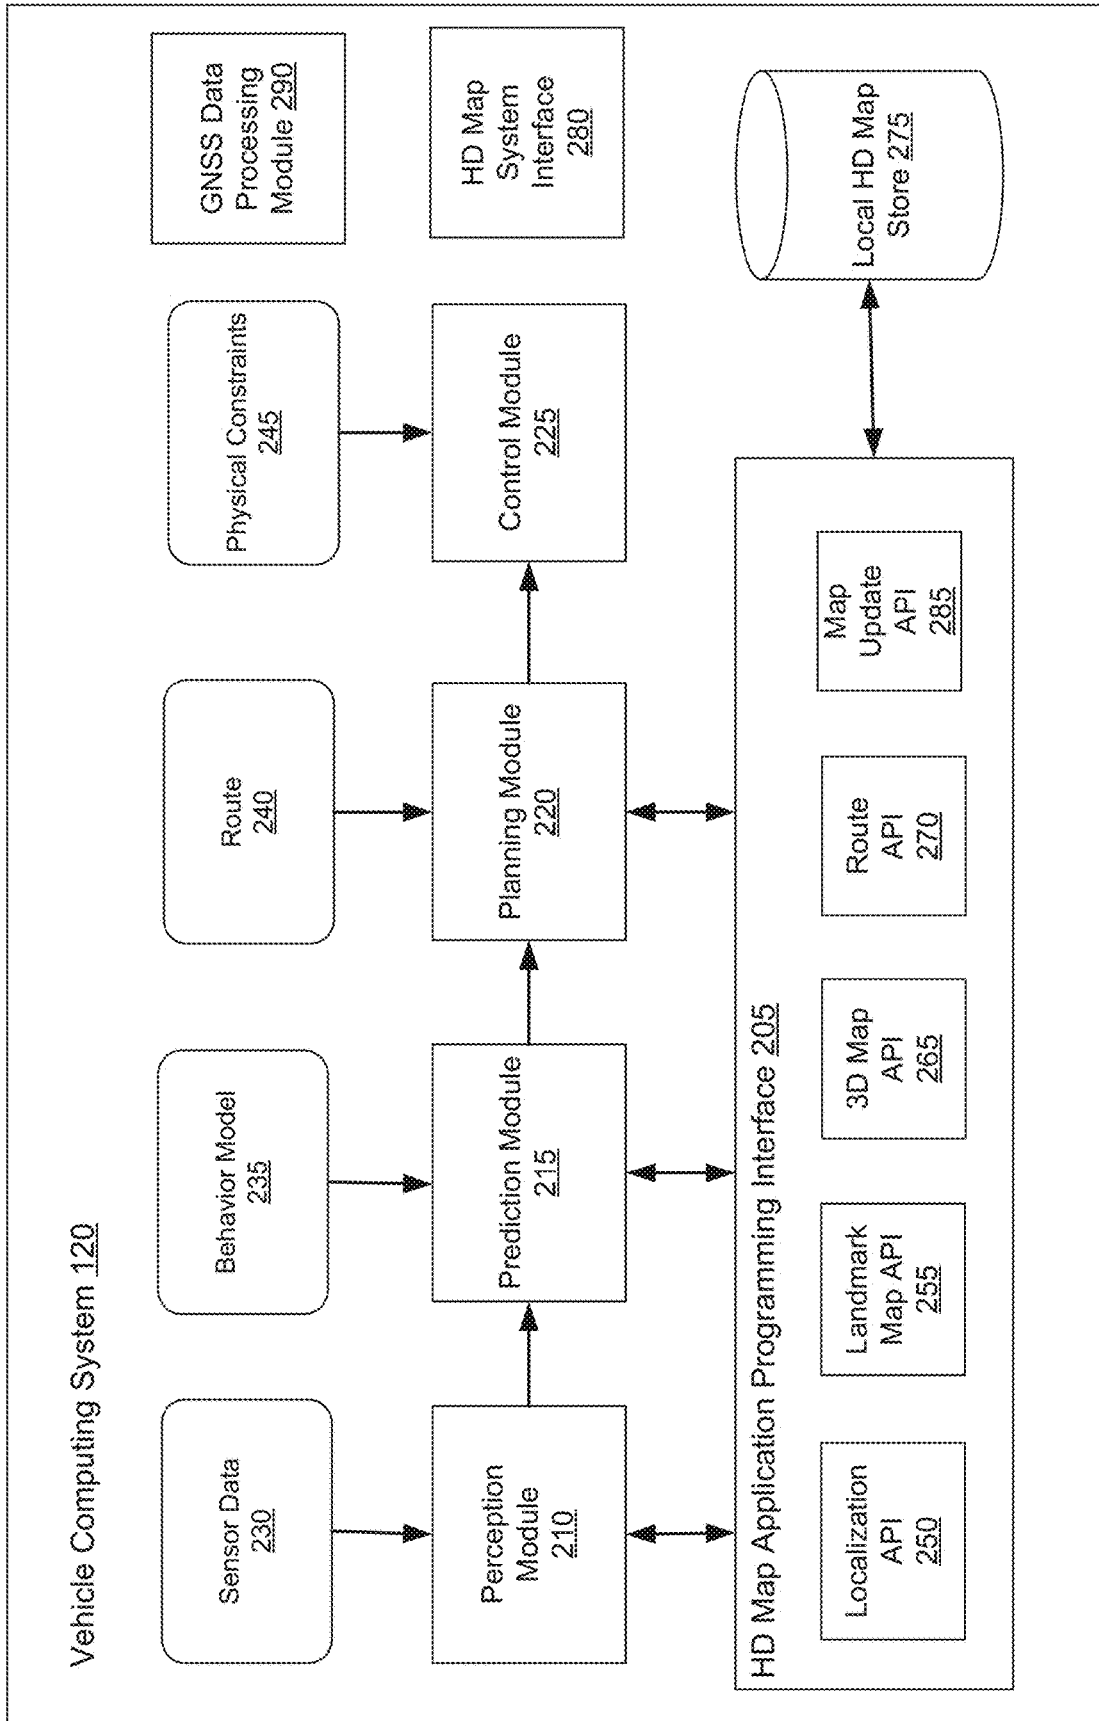 Vehicle Computing System 120
Sensor Data
230
Behavior Model
235
Route
240
Physical Constraints
245
GNSS Data
Processing
Module 290
Perception
Module
210
Prediction Module
215
Planning Module
220
Control Module
225
HD Map
System
Interface
280
HD Map Application Programming Interface 205
Localization
API
250
Landmark
Map API
255
3D Map
API
265
Route
API
270
Map
Update
API
285
Local HD Map
Store 275